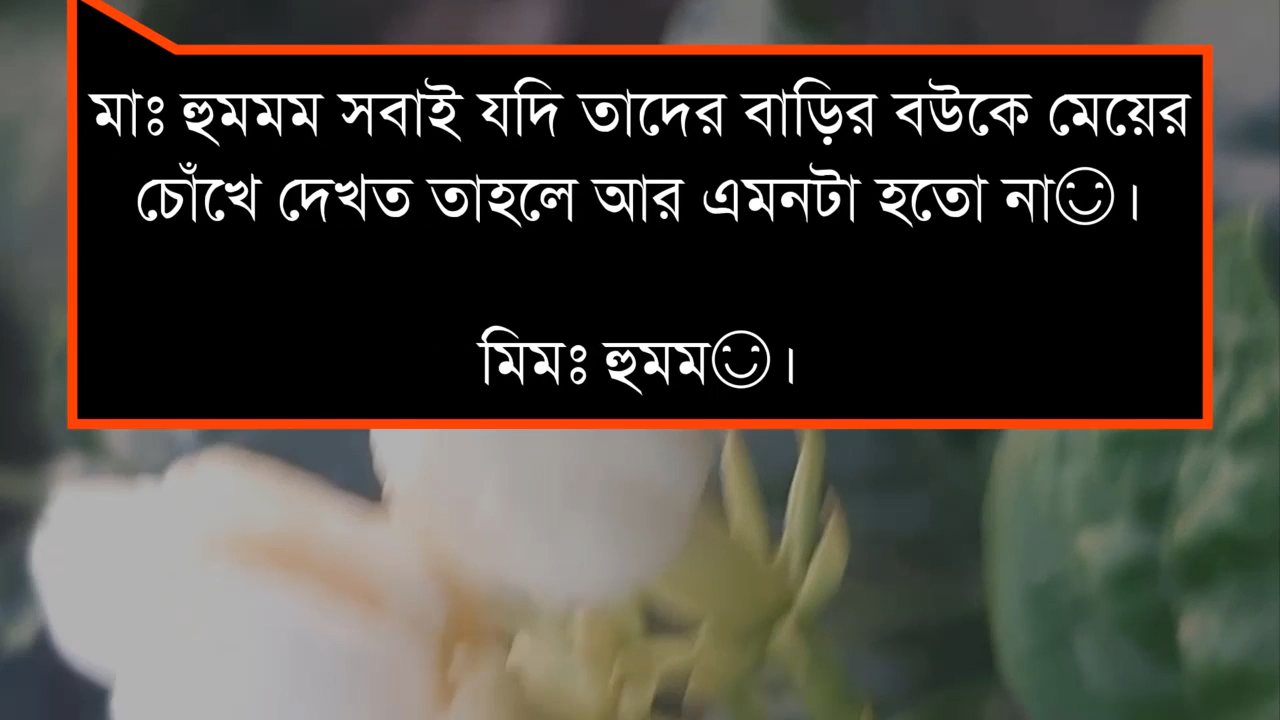 মাঃ হুমমম সবাই যদি তাদের বাড়ির বউকে মেয়ের
চোঁখে দেখত তাহলে আর এমনটা হতো না😊।
মিমঃ হুমম😊।